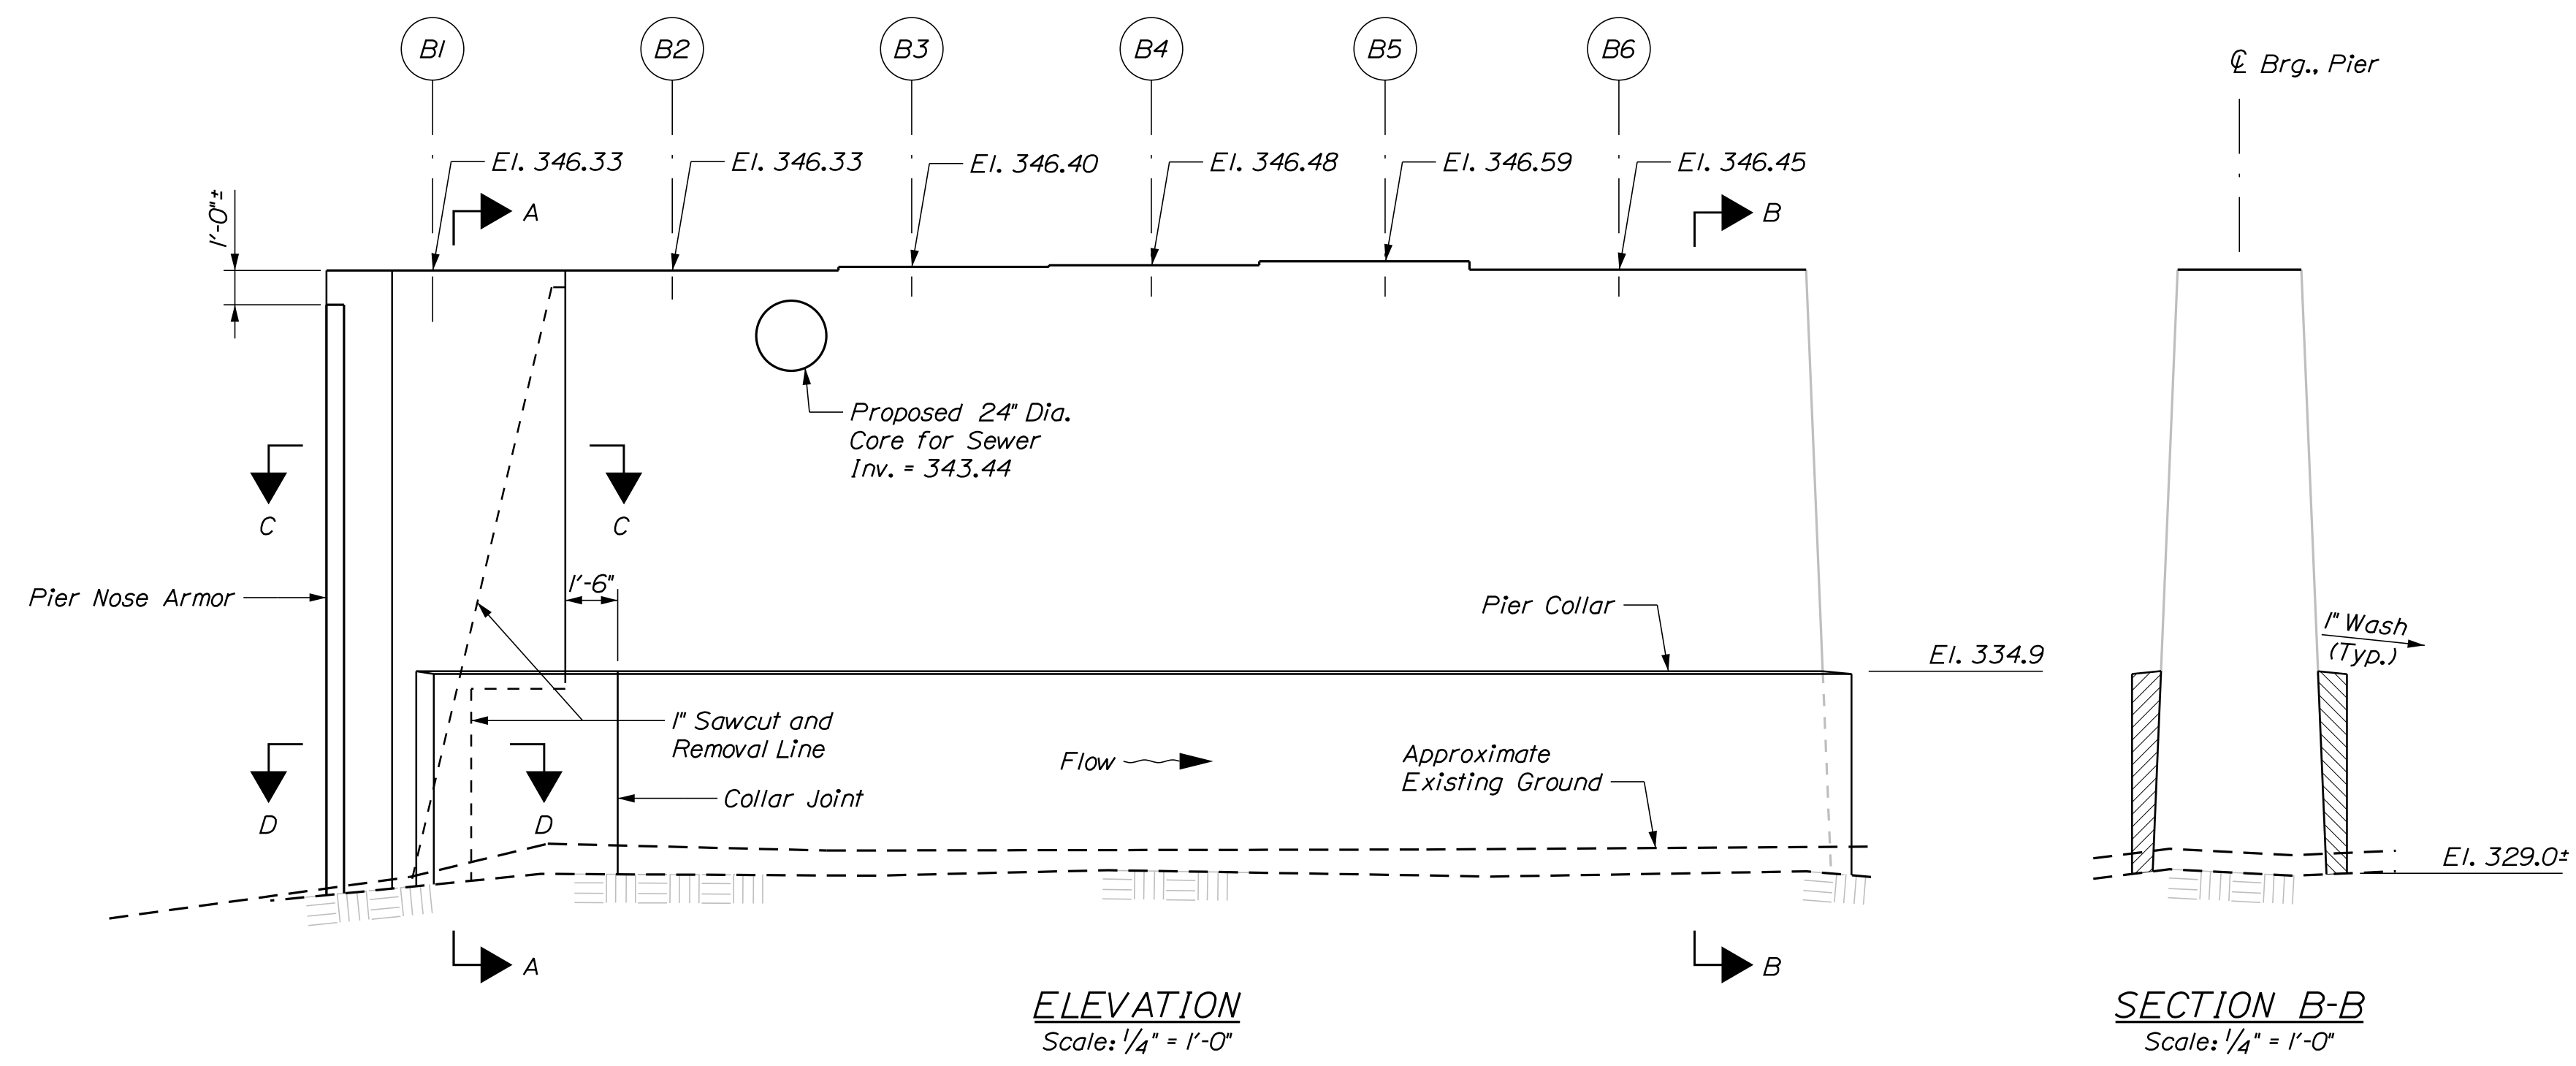 B1
B2
B3
B4
B5
B6
℄ Brg., Pier
El. 346.33
El. 346.33
El. 346.40
El. 346.48
El. 346.59
El. 346.45
1'-0"±
A
B
Proposed 24" Dia.
Core for Sewer
Inv. = 343.44
C
C
Pier Nose Armor
1'-6"
Pier Collar
El. 334.9
1" Wash
(Typ.)
1" Sawcut and
Removal Line
Flow
Approximate
Existing Ground
Collar Joint
D
D
El. 329.0±
A
B
ELEVATION
Scale: 1/4" = 1'-0"
SECTION B-B
Scale: 1/4" = 1'-0"